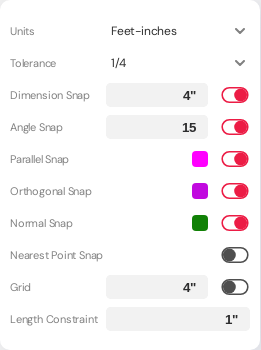 Units Feet-inches
Tolerance 1/4
Dimension Snap 4"
Angle Snap 15
Parallel Snap
Orthogonal Snap
Normal Snap
Nearest Point Snap
Grid 4"
Length Constraint 1"